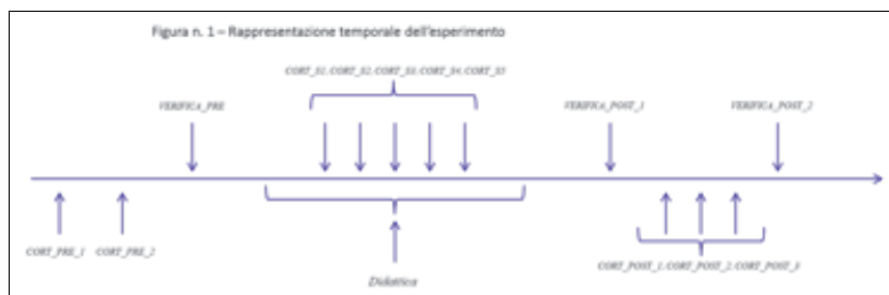 Figura n. 1 – Rappresentazione temporale dell'esperimento
CORT_S1, CORT_S2, CORT_S3, CORT_S4, CORT_S5
VERIFICA_PRE
VERIFICA_POST_1
VERIFICA_POST_2
CORT_PRE_1
CORT_PRE_2
CORT_POST_1, CORT_POST_2, CORT_POST_3
Didattica